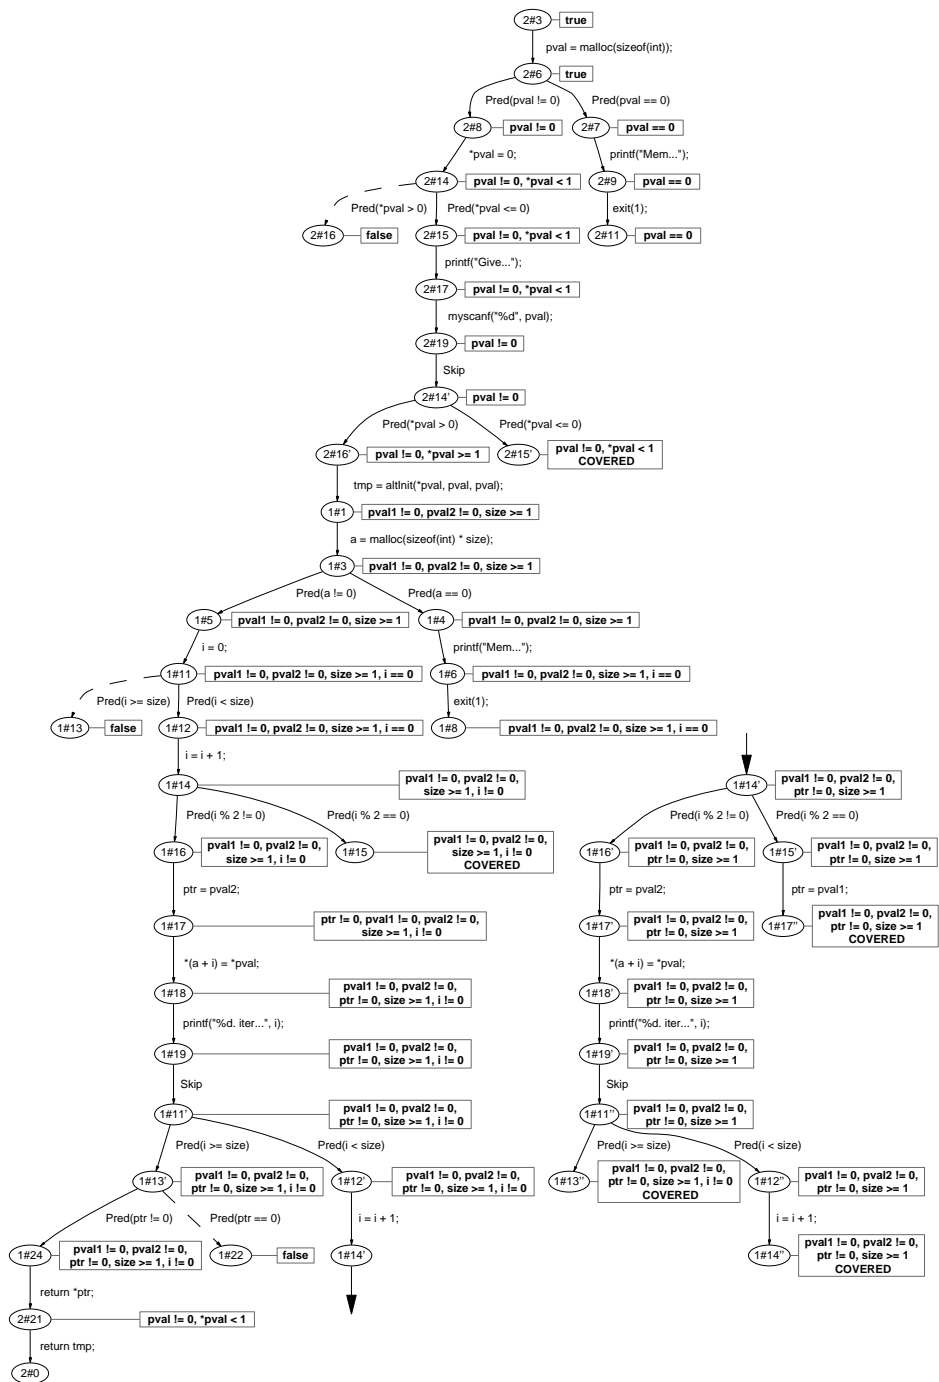 2#3
true
pval = malloc(sizeof(int));
2#6
true
Pred(pval != 0)
Pred(pval == 0)
2#8
pval != 0
2#7
pval == 0
*pval = 0;
printf("Mem...");
2#14
pval != 0, *pval < 1
2#9
pval == 0
Pred(*pval > 0)
Pred(*pval <= 0)
exit(1);
2#16
false
2#15
pval != 0, *pval < 1
2#11
pval == 0
printf("Give...");
2#17
pval != 0, *pval < 1
myscanf("%d", pval);
2#19
pval != 0
Skip
2#14'
pval != 0
Pred(*pval > 0)
Pred(*pval <= 0)
2#16'
pval != 0, *pval >= 1
2#15'
pval != 0, *pval < 1
COVERED
tmp = altInit(*pval, pval, pval);
1#1
pval1 != 0, pval2 != 0, size >= 1
a = malloc(sizeof(int) * size);
1#3
pval1 != 0, pval2 != 0, size >= 1
Pred(a != 0)
Pred(a == 0)
1#5
pval1 != 0, pval2 != 0, size >= 1
1#4
pval1 != 0, pval2 != 0, size >= 1
i = 0;
printf("Mem...");
1#11
pval1 != 0, pval2 != 0, size >= 1, i == 0
1#6
pval1 != 0, pval2 != 0, size >= 1, i == 0
Pred(i >= size)
Pred(i < size)
exit(1);
1#13
false
1#12
pval1 != 0, pval2 != 0, size >= 1, i == 0
1#8
pval1 != 0, pval2 != 0, size >= 1, i == 0
i = i + 1;
1#14
pval1 != 0, pval2 != 0,
size >= 1, i != 0
Pred(i % 2 != 0)
Pred(i % 2 == 0)
1#16
pval1 != 0, pval2 != 0,
size >= 1, i != 0
1#15
pval1 != 0, pval2 != 0,
size >= 1, i != 0
COVERED
ptr = pval2;
1#17
ptr != 0, pval1 != 0, pval2 != 0,
size >= 1, i != 0
*(a + i) = *pval;
1#18
pval1 != 0, pval2 != 0,
ptr != 0, size >= 1, i != 0
printf("%d. iter...", i);
1#19
pval1 != 0, pval2 != 0,
ptr != 0, size >= 1, i != 0
Skip
1#11'
pval1 != 0, pval2 != 0,
ptr != 0, size >= 1, i != 0
Pred(i >= size)
Pred(i < size)
1#13'
pval1 != 0, pval2 != 0,
ptr != 0, size >= 1, i != 0
1#12'
pval1 != 0, pval2 != 0,
ptr != 0, size >= 1, i != 0
Pred(ptr != 0)
Pred(ptr == 0)
i = i + 1;
1#24
pval1 != 0, pval2 != 0,
ptr != 0, size >= 1, i != 0
1#22
false
1#14'
return *ptr;
2#21
pval != 0, *pval < 1
return tmp;
2#0
1#14'
pval1 != 0, pval2 != 0,
ptr != 0, size >= 1
Pred(i % 2 != 0)
Pred(i % 2 == 0)
1#16'
pval1 != 0, pval2 != 0,
ptr != 0, size >= 1
1#15'
pval1 != 0, pval2 != 0,
ptr != 0, size >= 1
ptr = pval2;
ptr = pval1;
1#17'
pval1 != 0, pval2 != 0,
ptr != 0, size >= 1
1#17''
pval1 != 0, pval2 != 0,
ptr != 0, size >= 1
COVERED
*(a + i) = *pval;
1#18'
pval1 != 0, pval2 != 0,
ptr != 0, size >= 1
printf("%d. iter...", i);
1#19'
pval1 != 0, pval2 != 0,
ptr != 0, size >= 1
Skip
1#11''
pval1 != 0, pval2 != 0,
ptr != 0, size >= 1
Pred(i >= size)
Pred(i < size)
1#13''
pval1 != 0, pval2 != 0,
ptr != 0, size >= 1, i != 0
COVERED
1#12''
pval1 != 0, pval2 != 0,
ptr != 0, size >= 1
i = i + 1;
1#14''
pval1 != 0, pval2 != 0,
ptr != 0, size >= 1
COVERED